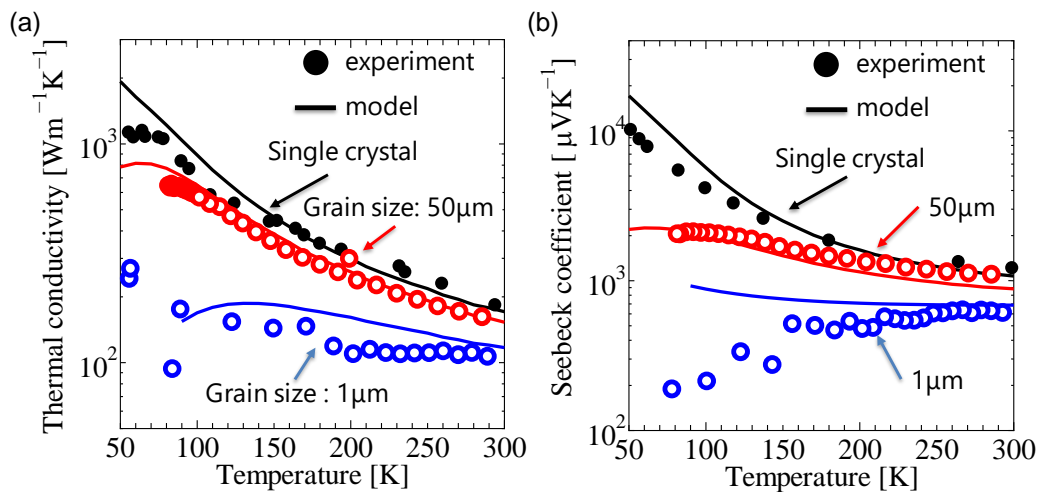 (a)
Thermal conductivity [Wm⁻¹K⁻¹]
10³
10²
experiment
model
Single crystal
Grain size: 50μm
Grain size : 1μm
50 100 150 200 250 300
Temperature [K]
(b)
Seebeck coefficient [ μVK⁻¹]
10⁴
10³
10²
experiment
model
Single crystal
50μm
1μm
50 100 150 200 250 300
Temperature [K]